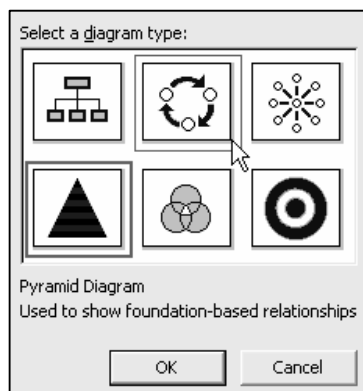 Select a diagram type:
Pyramid Diagram
Used to show foundation-based relationships
OK
Cancel